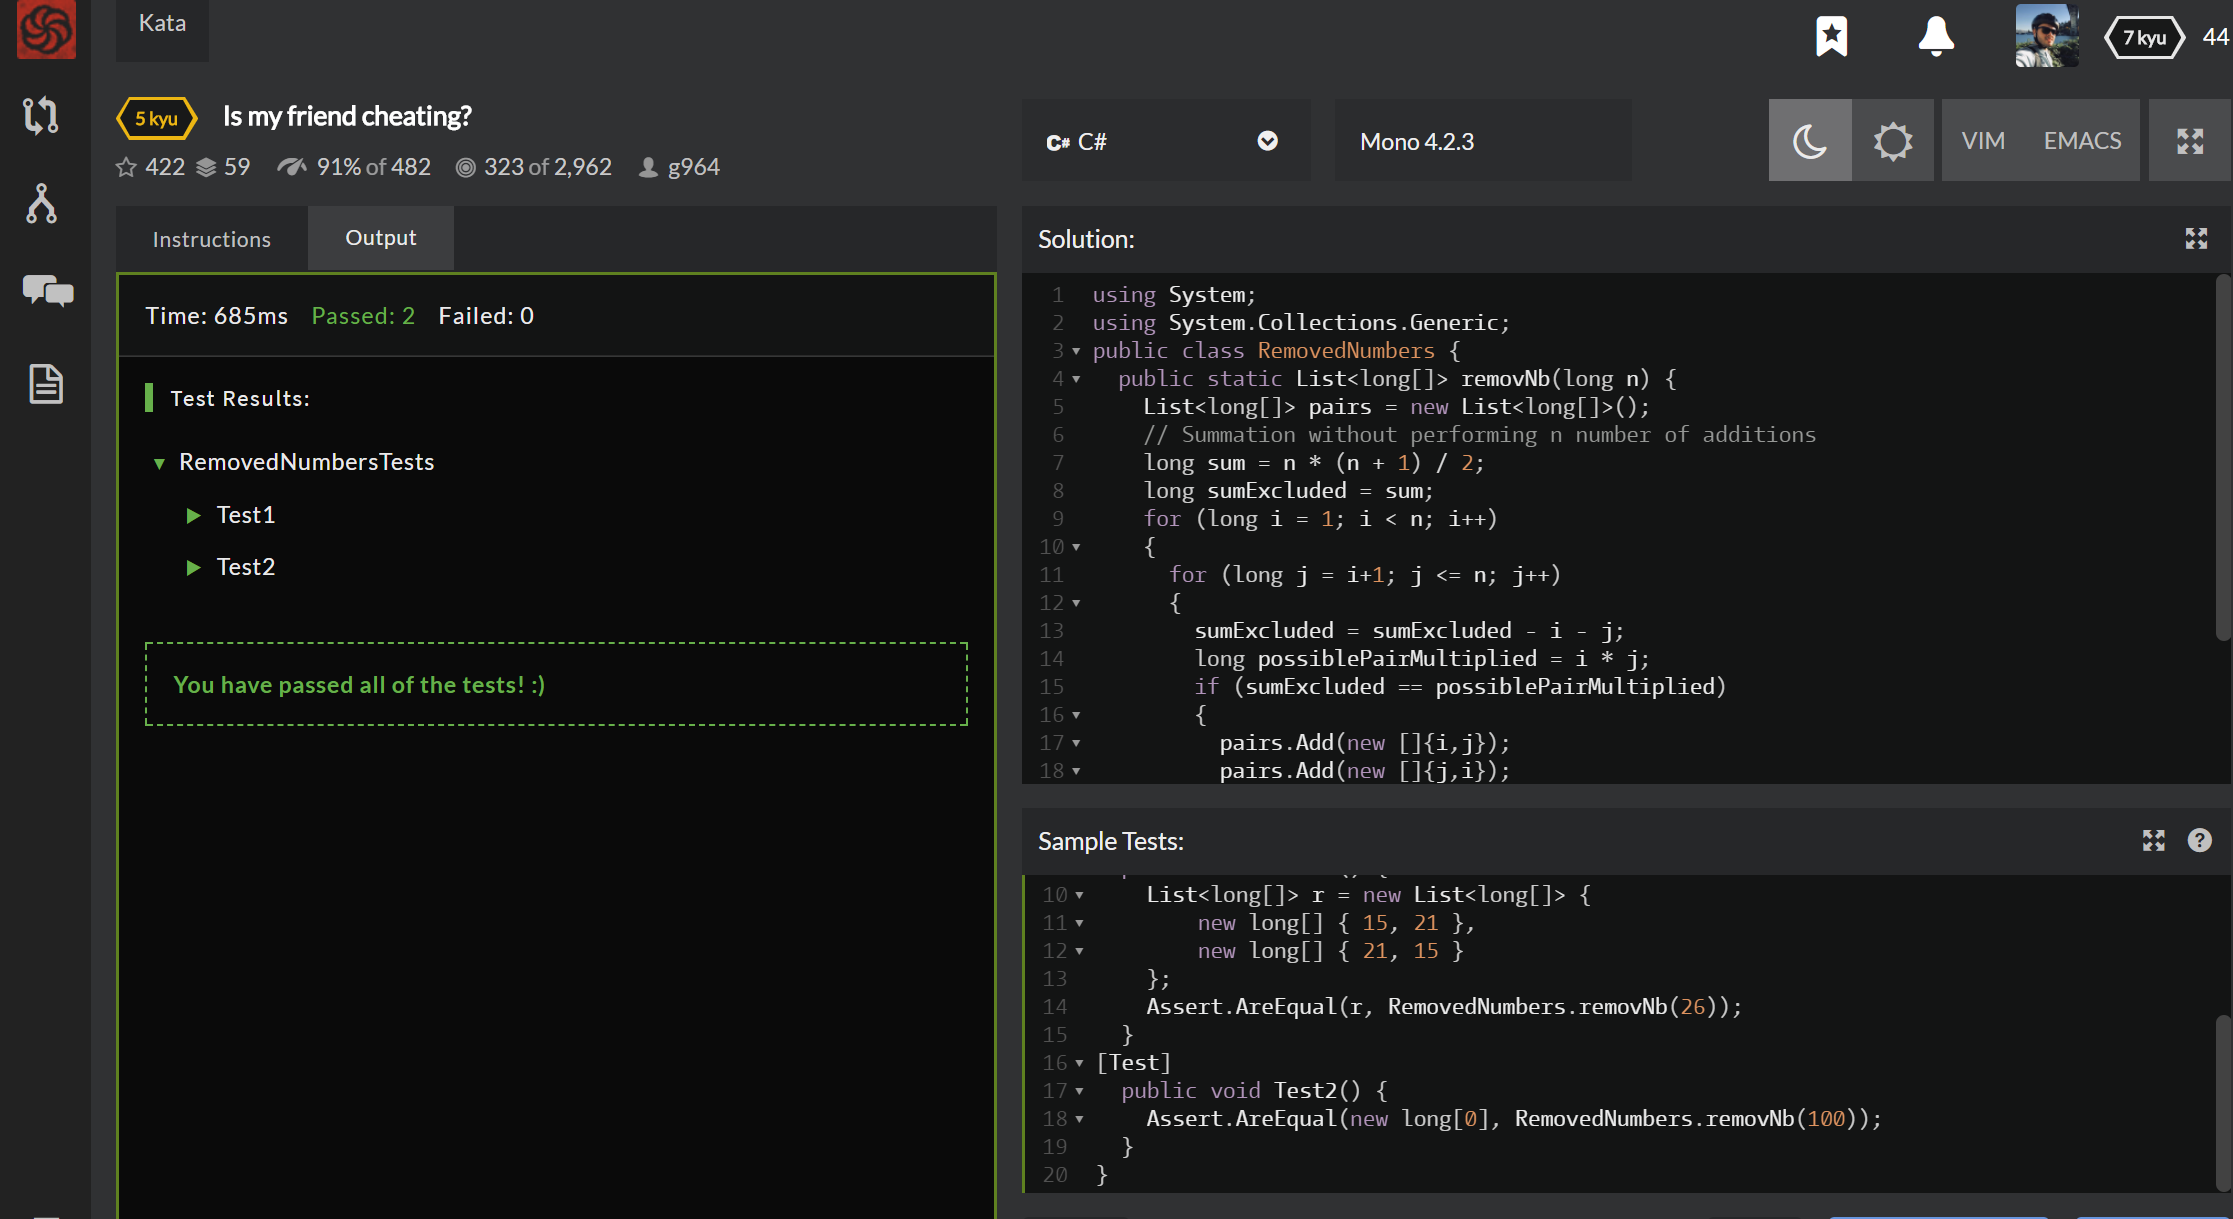 Kata
7 kyu
44
5 kyu
Is my friend cheating?
422 59 91% of 482 323 of 2,962 g964
C# C#
Mono 4.2.3
VIM
EMACS
Instructions
Output
Time: 685ms Passed: 2 Failed: 0
Test Results:
RemovedNumbersTests
Test1
Test2
You have passed all of the tests! :)
Solution:
1 using System;
2 using System.Collections.Generic;
3 public class RemovedNumbers {
4 public static List<long[]> removNb(long n) {
5 List<long[]> pairs = new List<long[]>();
6 // Summation without performing n number of additions
7 long sum = n * (n + 1) / 2;
8 long sumExcluded = sum;
9 for (long i = 1; i < n; i++)
10 {
11 for (long j = i+1; j <= n; j++)
12 {
13 sumExcluded = sumExcluded - i - j;
14 long possiblePairMultiplied = i * j;
15 if (sumExcluded == possiblePairMultiplied)
16 {
17 pairs.Add(new []{i,j});
18 pairs.Add(new []{j,i});
Sample Tests:
10 List<long[]> r = new List<long[]> {
11 new long[] { 15, 21 },
12 new long[] { 21, 15 }
13 };
14 Assert.AreEqual(r, RemovedNumbers.removNb(26));
15 }
16 [Test]
17 public void Test2() {
18 Assert.AreEqual(new long[0], RemovedNumbers.removNb(100));
19 }
20 }